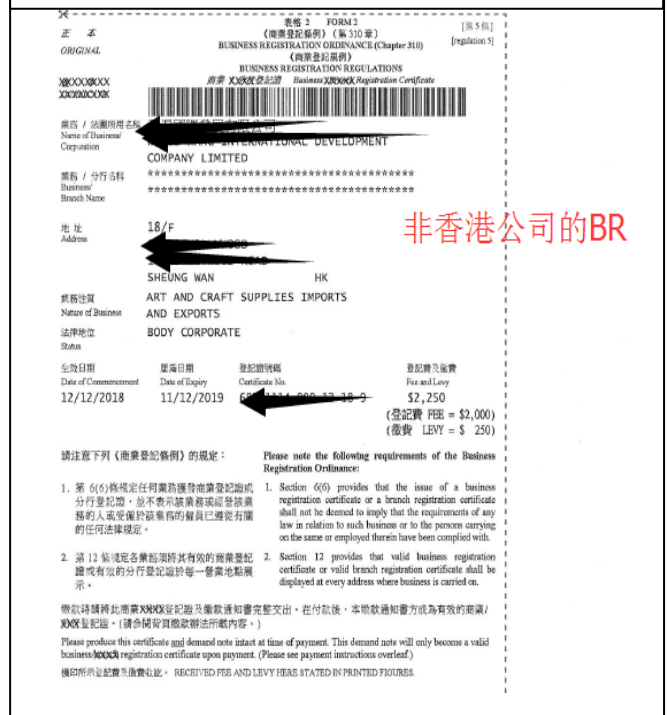 表格 2 FORM 2
正 本
《商業登記條例》(第 310 章)
[第 5 條]
ORIGINAL
BUSINESS REGISTRATION ORDINANCE (Chapter 310)
[regulation 5]
《商業登記規例》
BUSINESS REGISTRATION REGULATIONS
商業 登記證 Business Registration Certificate
業務 / 法團所用名稱
Name of Business/
Corporation
INTERNATIONAL DEVELOPMENT
COMPANY LIMITED
業務 / 分行名稱
Business/
Branch Name
****************************************
****************************************
地 址
Address
18/F
SHEUNG WAN HK
非香港公司的BR
業務性質
Nature of Business
ART AND CRAFT SUPPLIES IMPORTS
AND EXPORTS
法律地位
Status
BODY CORPORATE
生效日期 屆滿日期 登記證號碼 登記費及徵費
Date of Commencement Date of Expiry Certificate No. Fee and Levy
12/12/2018 11/12/2019 $2,250
(登記費 FEE = $2,000)
(徵費 LEVY = $ 250)
請注意下列《商業登記條例》的規定:
Please note the following requirements of the Business
Registration Ordinance:
1. 第 6(6)條規定任何業務獲發商業登記證或
分行登記證,並不表示該業務或經營該業
務的人或受僱於該業務的僱員已遵從有關
的任何法律規定。
1. Section 6(6) provides that the issue of a business
registration certificate or a branch registration certificate
shall not be deemed to imply that the requirements of any
law in relation to such business or to the persons carrying
on the same or employed therein have been complied with.
2. 第 12 條規定各業務須將其有效的商業登記
證或有效的分行登記證於每一營業地點展
示。
2. Section 12 provides that valid business registration
certificate or valid branch registration certificate shall be
displayed at every address where business is carried on.
繳款時請將此商業 登記證及繳款通知書完整交出。在付款後,本繳款通知書方成為有效的商業/
登記證。(請參閱背頁繳款辦法所載內容。)
Please produce this certificate and demand note intact at time of payment. This demand note will only become a valid
business/ registration certificate upon payment. (Please see payment instructions overleaf.)
機印所示登記費及徵費收訖。 RECEIVED FEE AND LEVY HERE STATED IN PRINTED FIGURES.